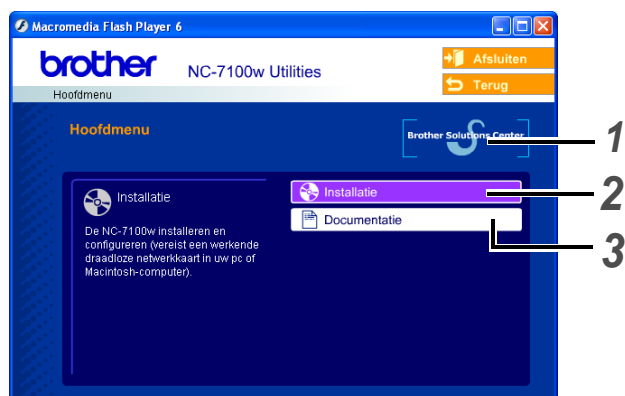 Macromedia Flash Player 6
brother
NC-7100w Utilities
Afsluiten
Terug
Hoofdmenu
Hoofdmenu
Brother Solutions Center
1
Installatie
Installatie
2
Documentatie
3
De NC-7100w installeren en
configureren (vereist een werkende
draadloze netwerkkaart in uw pc of
Macintosh-computer).